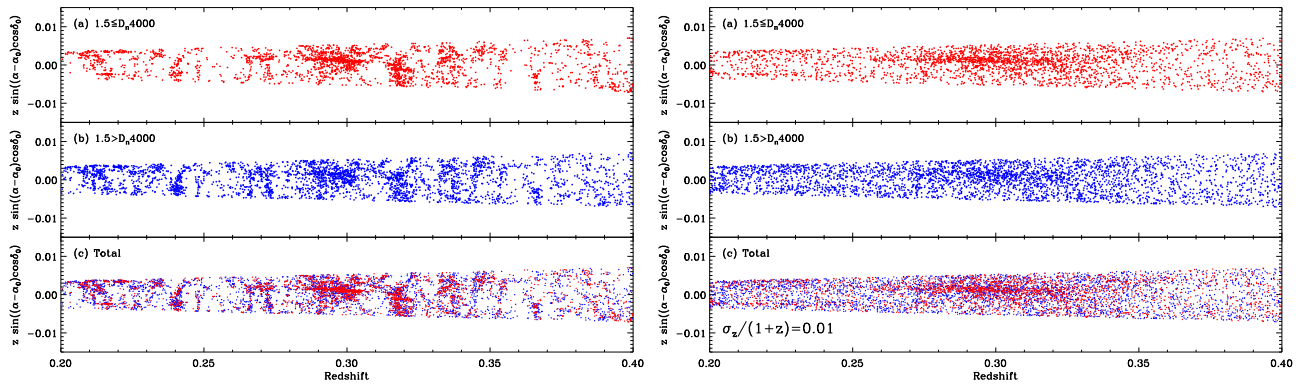 (a) 1.5≤Dₙ4000
(b) 1.5>Dₙ4000
(c) Total
0.01
0.00
−0.01
0.01
0.00
−0.01
0.01
0.00
−0.01
z sin((α−α₀)cosδ₀)
z sin((α−α₀)cosδ₀)
z sin((α−α₀)cosδ₀)
0.20 0.25 0.30 0.35 0.40
Redshift
(a) 1.5≤Dₙ4000
(b) 1.5>Dₙ4000
(c) Total
σ_z/(1+z)=0.01
0.01
0.00
−0.01
0.01
0.00
−0.01
0.01
0.00
−0.01
z sin((α−α₀)cosδ₀)
z sin((α−α₀)cosδ₀)
z sin((α−α₀)cosδ₀)
0.20 0.25 0.30 0.35 0.40
Redshift